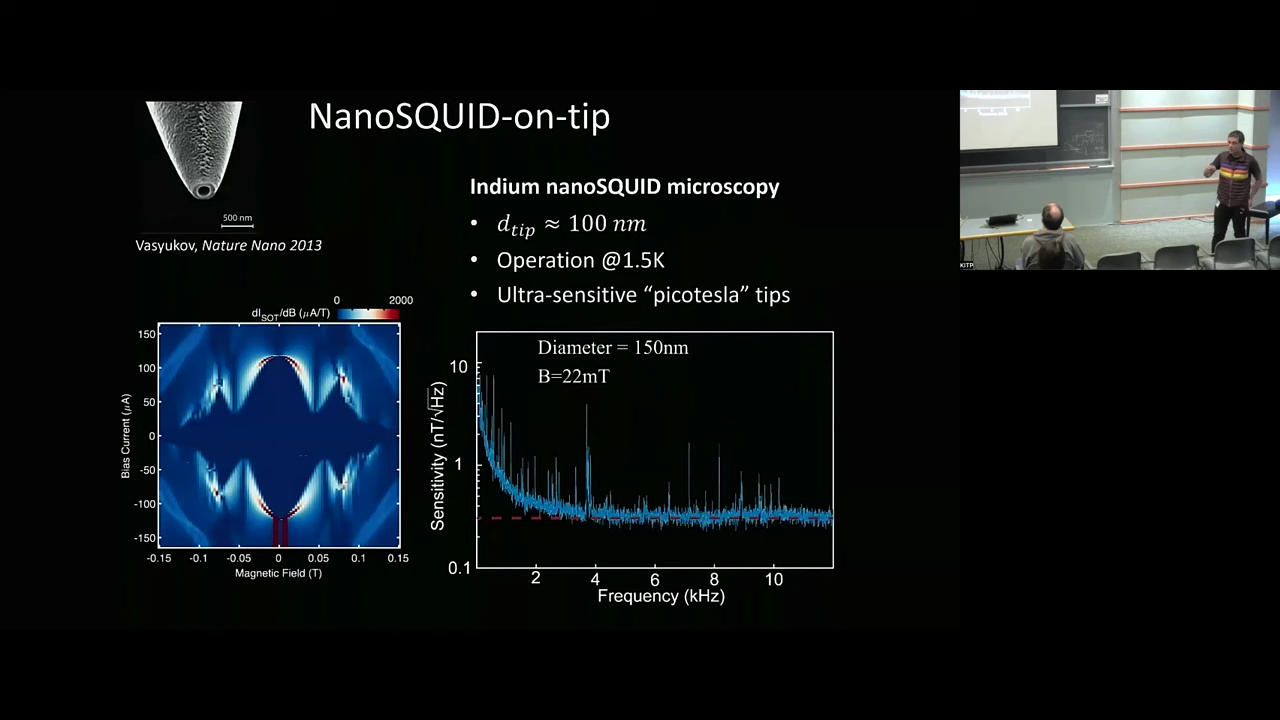 NanoSQUID-on-tip
500 nm
Vasyukov, Nature Nano 2013
Indium nanoSQUID microscopy
• d_tip ≈ 100 nm
• Operation @1.5K
• Ultra-sensitive “picotesla” tips
0 2000
dI_SOT/dB (μA/T)
150
100
50
0
-50
-100
-150
Bias Current (μA)
-0.15 -0.1 -0.05 0 0.05 0.1 0.15
Magnetic Field (T)
Diameter = 150nm
B=22mT
10
1
0.1
Sensitivity (nT/√Hz)
2 4 6 8 10
Frequency (kHz)
KITP